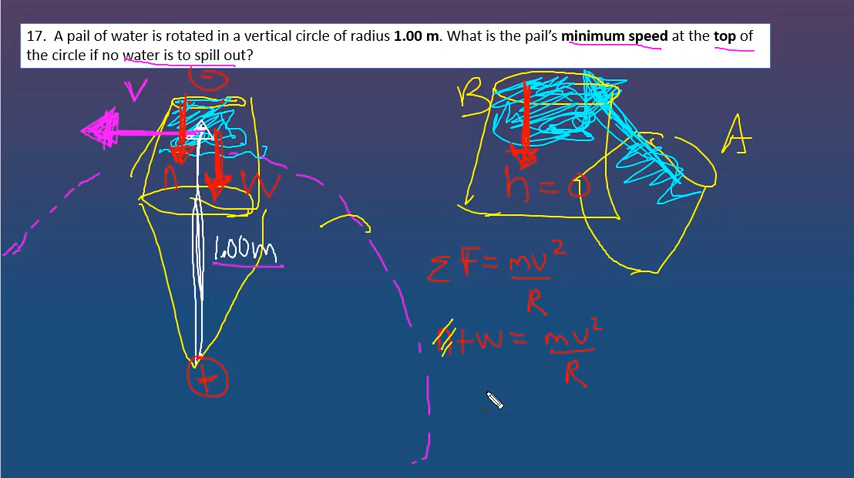 17. A pail of water is rotated in a vertical circle of radius 1.00 m. What is the pail's minimum speed at the top of
the circle if no water is to spill out?
V
n
W
1.00m
+
B
A
n = 0
ΣF = mv²/R
n + W = mv²/R